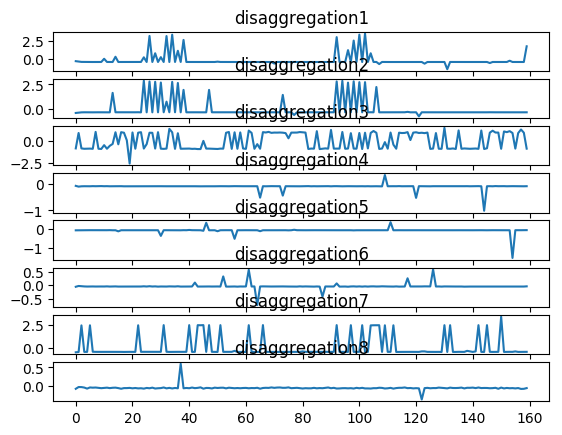 disaggregation1
2.5
0.0
disaggregation2
2.5
0.0
disaggregation3
0.0
−2.5
disaggregation4
0
−1
disaggregation5
0
−1
disaggregation6
0.5
0.0
−0.5
disaggregation7
2.5
0.0
disaggregation8
0.5
0.0
0 20 40 60 80 100 120 140 160